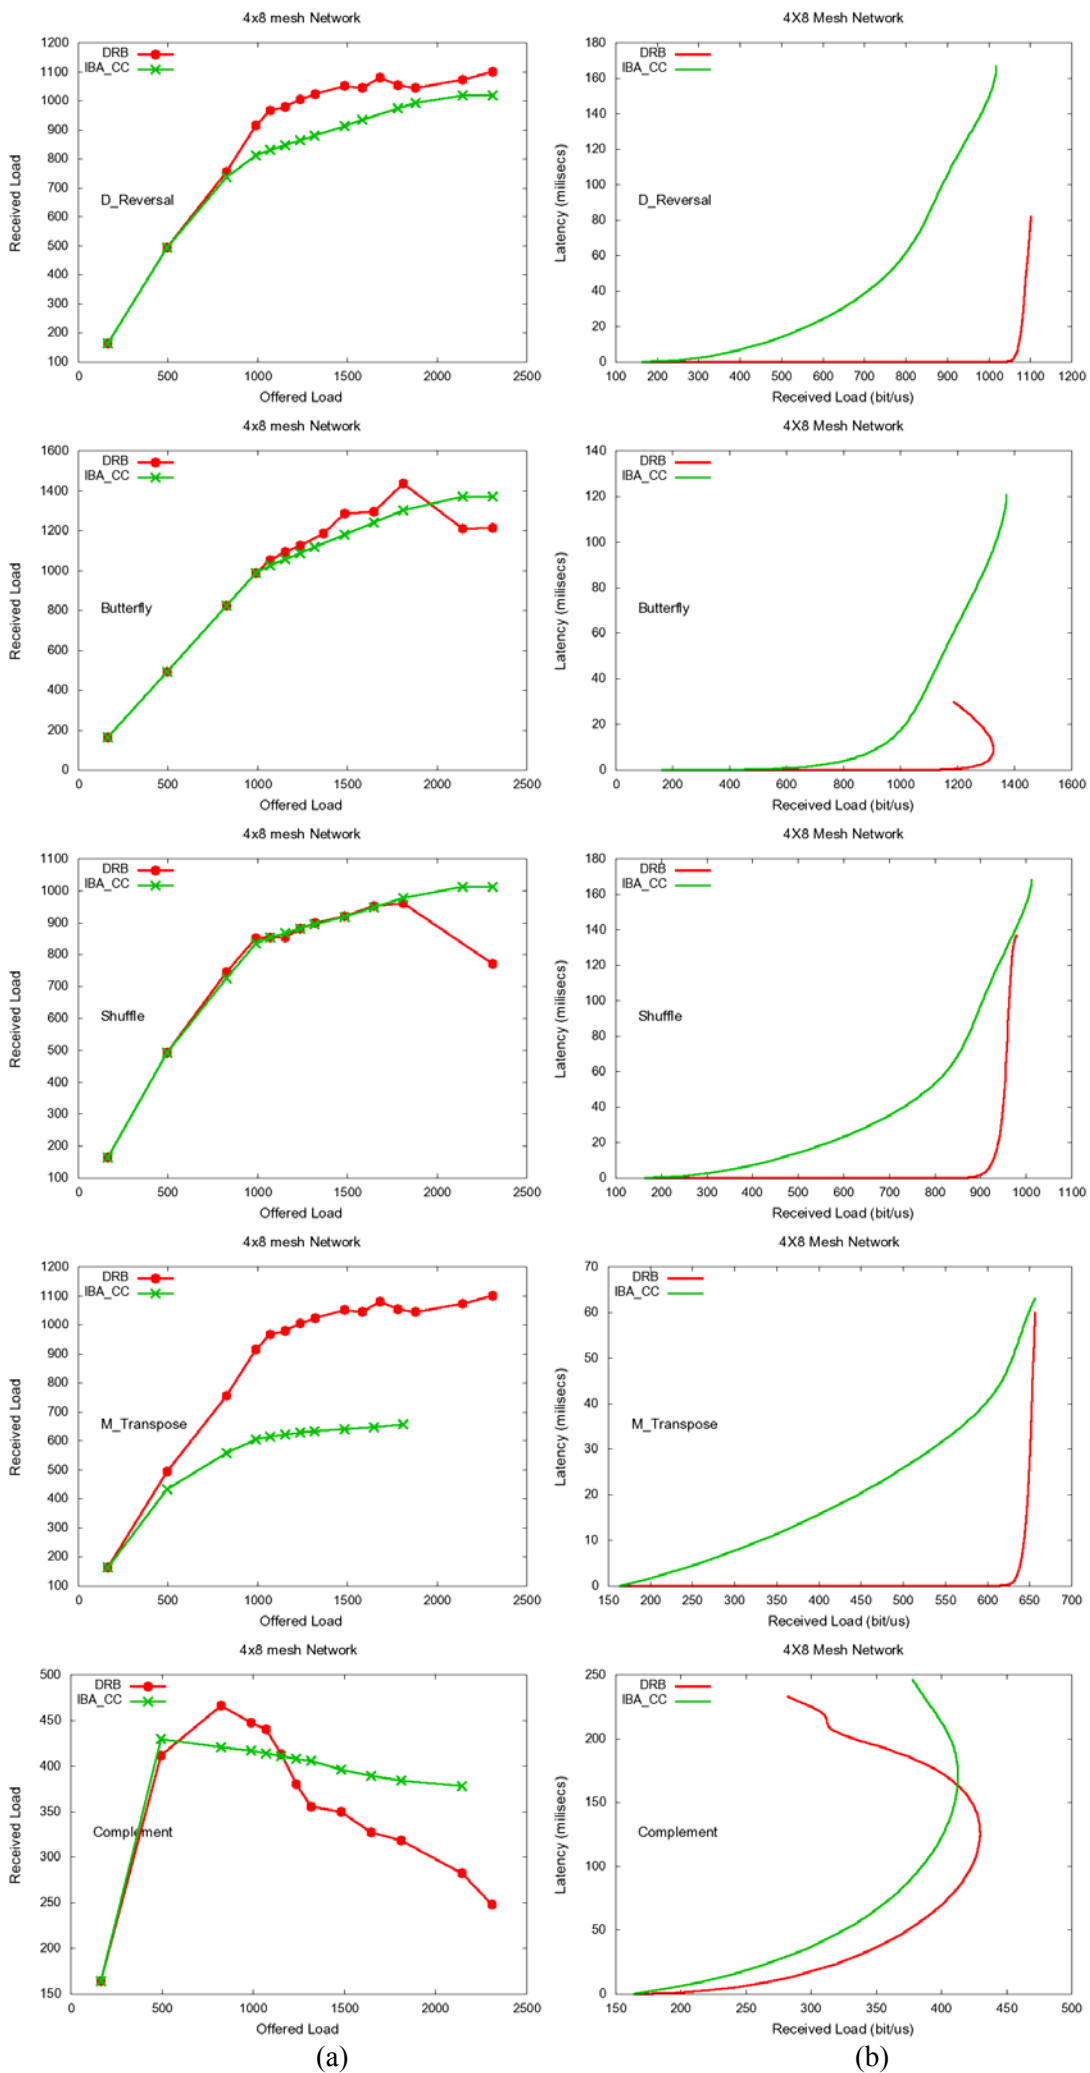 4x8 mesh Network
DRB
IBA_CC
1200
1100
1000
900
800
700
600
500
400
300
200
100
Received Load
D_Reversal
0 500 1000 1500 2000 2500
Offered Load
4X8 Mesh Network
DRB
IBA_CC
180
160
140
120
100
80
60
40
20
0
Latency (milisecs)
D_Reversal
100 200 300 400 500 600 700 800 900 1000 1100 1200
Received Load (bit/us)
4x8 mesh Network
DRB
IBA_CC
1600
1400
1200
1000
800
600
400
200
0
Received Load
Butterfly
0 500 1000 1500 2000 2500
Offered Load
4X8 Mesh Network
DRB
IBA_CC
140
120
100
80
60
40
20
0
Latency (milisecs)
Butterfly
0 200 400 600 800 1000 1200 1400 1600
Received Load (bit/us)
4x8 mesh Network
DRB
IBA_CC
1100
1000
900
800
700
600
500
400
300
200
100
Received Load
Shuffle
0 500 1000 1500 2000 2500
Offered Load
4X8 Mesh Network
DRB
IBA_CC
180
160
140
120
100
80
60
40
20
0
Latency (milisecs)
Shuffle
100 200 300 400 500 600 700 800 900 1000 1100
Received Load (bit/us)
4x8 mesh Network
DRB
IBA_CC
1200
1100
1000
900
800
700
600
500
400
300
200
100
Received Load
M_Transpose
0 500 1000 1500 2000 2500
Offered Load
4X8 Mesh Network
DRB
IBA_CC
70
60
50
40
30
20
10
0
Latency (milisecs)
M_Transpose
150 200 250 300 350 400 450 500 550 600 650 700
Received Load (bit/us)
4x8 mesh Network
DRB
IBA_CC
500
450
400
350
300
250
200
150
Received Load
Complement
0 500 1000 1500 2000 2500
Offered Load
4X8 Mesh Network
DRB
IBA_CC
250
200
150
100
50
0
Latency (milisecs)
Complement
150 200 250 300 350 400 450 500
Received Load (bit/us)
(a) (b)